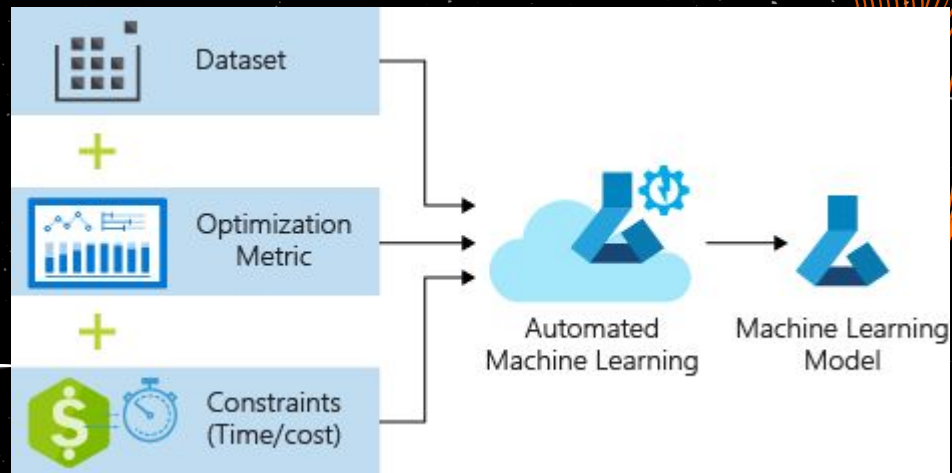 Dataset
Optimization
Metric
Constraints
(Time/cost)
Automated
Machine Learning
Machine Learning
Model